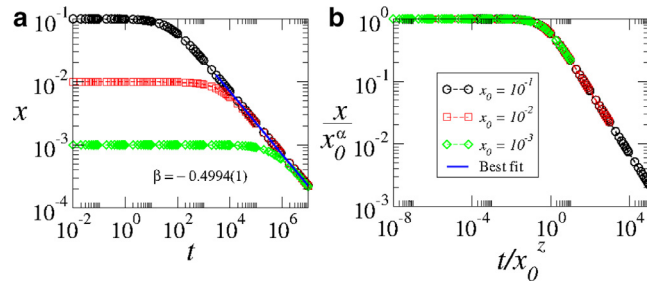 a
x
10^-1
10^-2
10^-3
10^-4
β = − 0.4994(1)
10^-2 10^0 10^2 10^4 10^6
t
b
x
x_0^α
10^0
10^-1
10^-2
10^-3
x_0 = 10^-1
x_0 = 10^-2
x_0 = 10^-3
Best fit
10^-8 10^-4 10^0 10^4
t/x_0^z